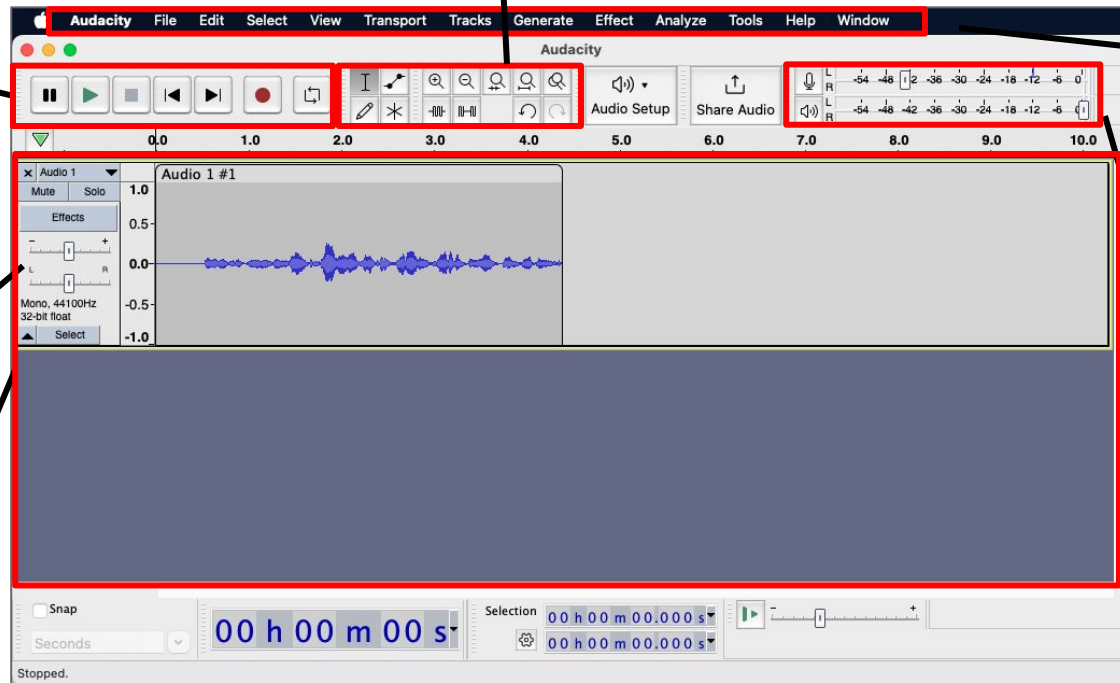 Audacity File Edit Select View Transport Tracks Generate Effect Analyze Tools Help Window
Audacity
Audio Setup
Share Audio
L
R
-54 -48 2 -36 -30 -24 -18 -12 -6 0
L
R
-54 -48 -42 -36 -30 -24 -18 -12 -6
0.0 1.0 2.0 3.0 4.0 5.0 6.0 7.0 8.0 9.0 10.0
x Audio 1
Mute Solo
Effects
- +
L R
Mono, 44100Hz
32-bit float
Select
1.0
0.5
0.0
-0.5
-1.0
Audio 1 #1
Snap
Seconds
00 h 00 m 00 s
Selection
00 h 00 m 00.000 s
00 h 00 m 00.000 s
- +
Stopped.